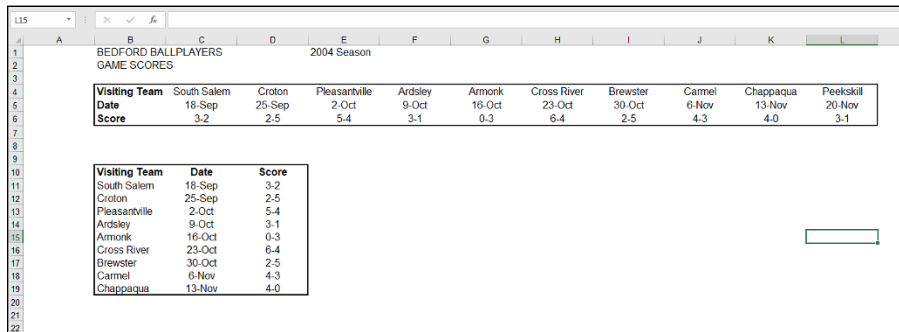 L15 fx
A B C D E F G H I J K L
1 BEDFORD BALLPLAYERS 2004 Season
2 GAME SCORES
3
4 Visiting Team South Salem Croton Pleasantville Ardsley Armonk Cross River Brewster Carmel Chappaqua Peekskill
5 Date 18-Sep 25-Sep 2-Oct 9-Oct 16-Oct 23-Oct 30-Oct 6-Nov 13-Nov 20-Nov
6 Score 3-2 2-5 5-4 3-1 0-3 6-4 2-5 4-3 4-0 3-1
7
8
9
10 Visiting Team Date Score
11 South Salem 18-Sep 3-2
12 Croton 25-Sep 2-5
13 Pleasantville 2-Oct 5-4
14 Ardsley 9-Oct 3-1
15 Armonk 16-Oct 0-3
16 Cross River 23-Oct 6-4
17 Brewster 30-Oct 2-5
18 Carmel 6-Nov 4-3
19 Chappaqua 13-Nov 4-0
20
21
22